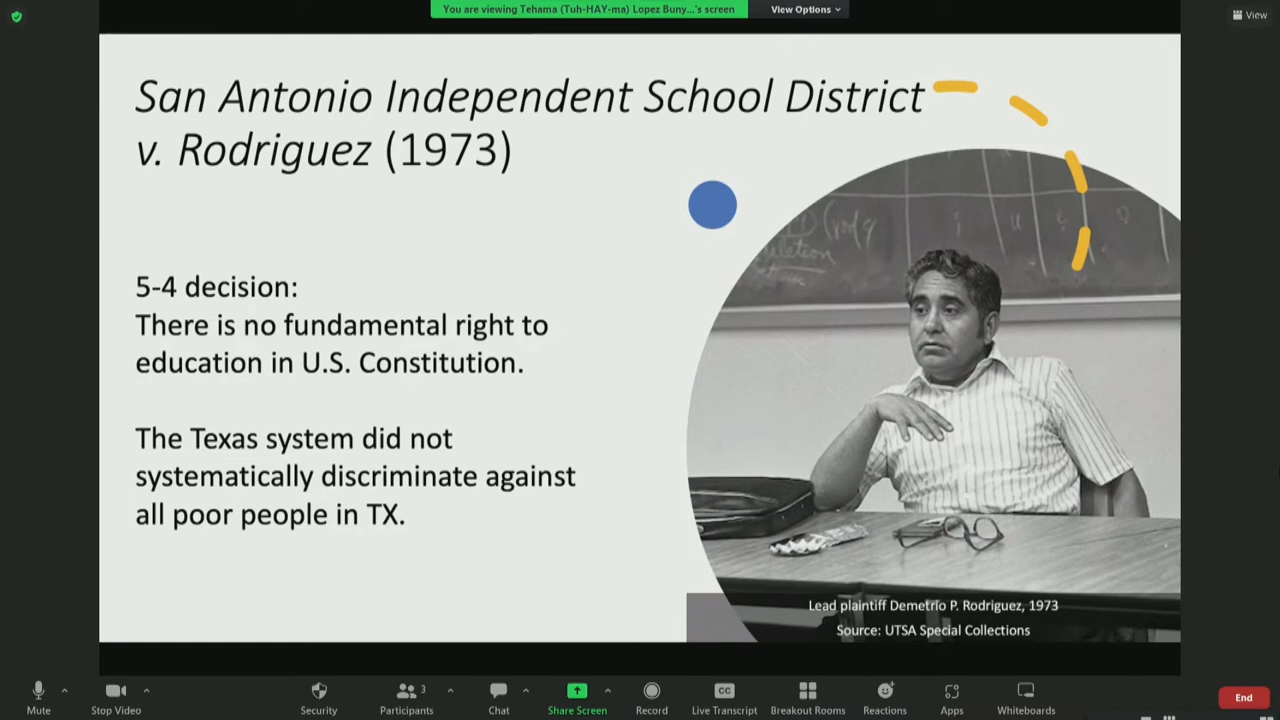 You are viewing Tehama (Tuh-HAY-ma) Lopez Buny...'s screen
View Options
View
San Antonio Independent School District
v. Rodriguez (1973)
5-4 decision:
There is no fundamental right to
education in U.S. Constitution.
The Texas system did not
systematically discriminate against
all poor people in TX.
Lead plaintiff Demetrio P. Rodriguez, 1973
Source: UTSA Special Collections
Mute
Stop Video
Security
3
Participants
Chat
Share Screen
Record
CC
Live Transcript
Breakout Rooms
Reactions
Apps
Whiteboards
End